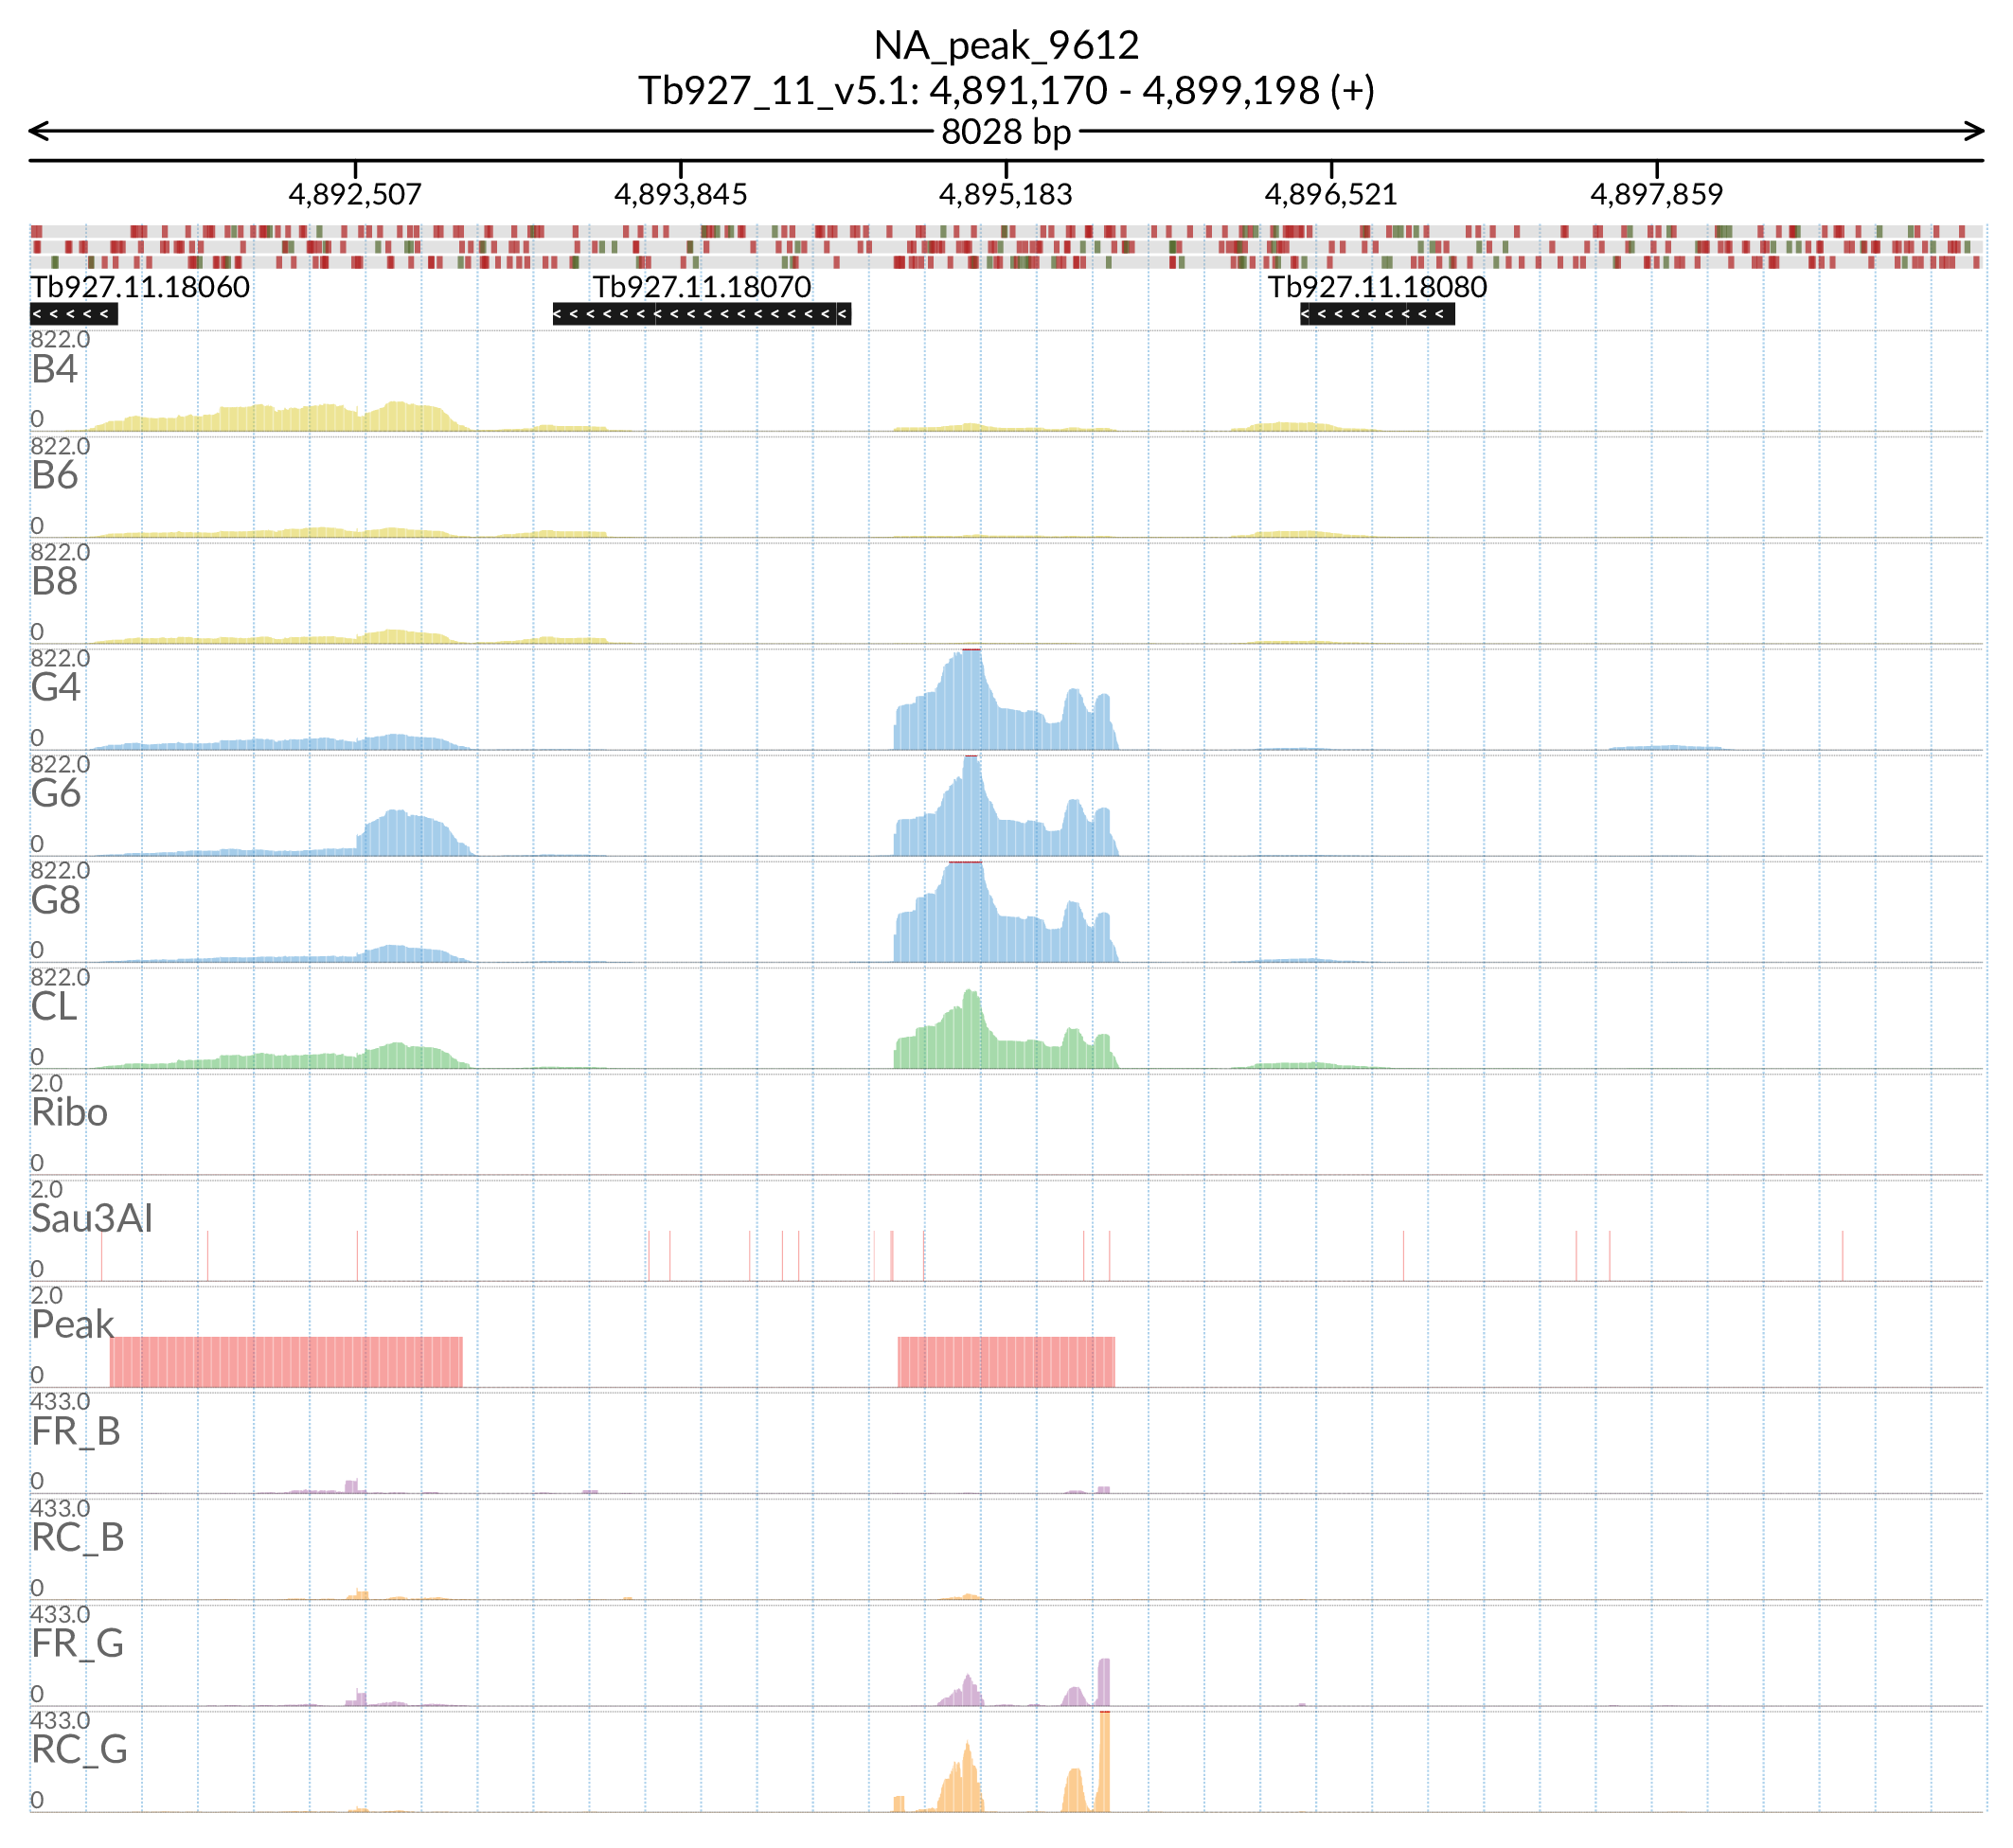 NA_peak_9612
Tb927_11_v5.1: 4,891,170 - 4,899,198 (+)
8028 bp
4,892,507 4,893,845 4,895,183 4,896,521 4,897,859
Tb927.11.18060 Tb927.11.18070 Tb927.11.18080
822.0
B4
0
822.0
B6
0
822.0
B8
0
822.0
G4
0
822.0
G6
0
822.0
G8
0
822.0
CL
0
2.0
Ribo
0
2.0
Sau3AI
0
2.0
Peak
0
433.0
FR_B
0
433.0
RC_B
0
433.0
FR_G
0
433.0
RC_G
0